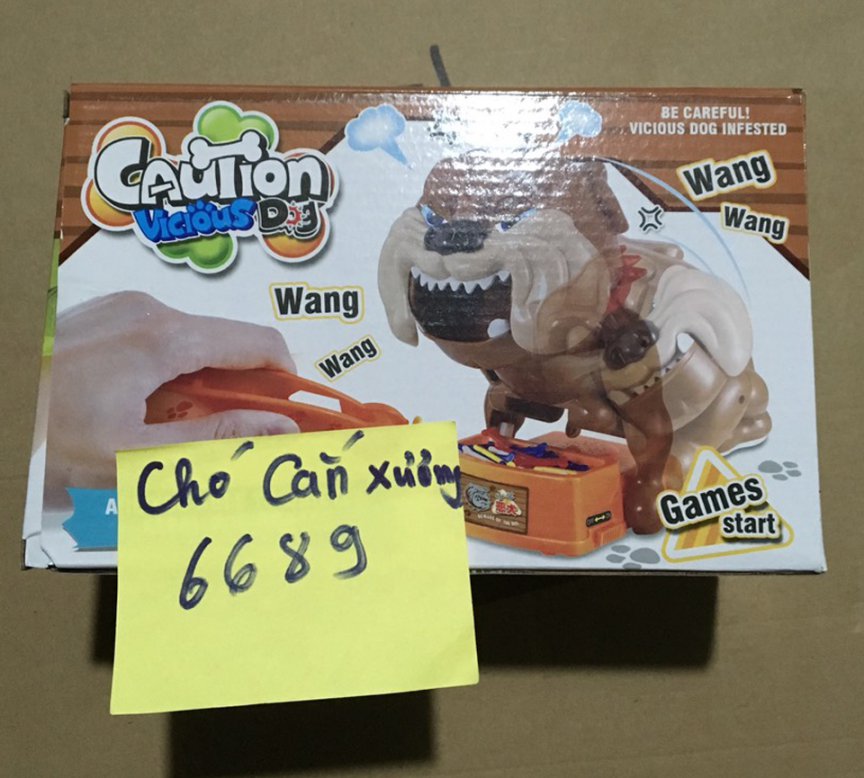 CAUTION
Vicious Dog
BE CAREFUL!
VICIOUS DOG INFESTED
Wang
Wang
Wang
Wang
Games
start
A
Chó Cắn xương
6689